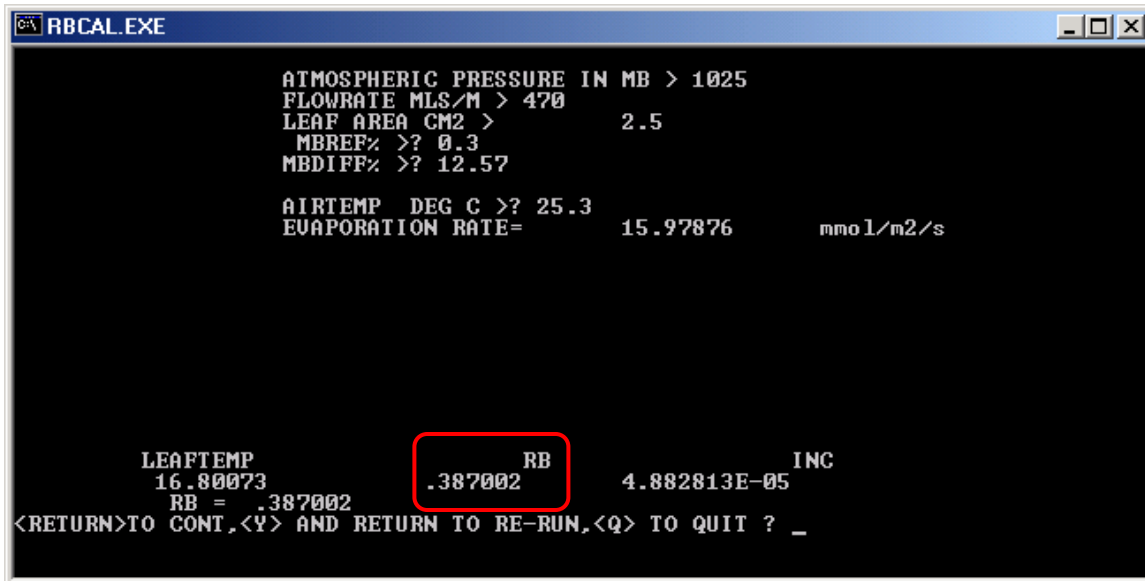 RBCAL.EXE
ATMOSPHERIC PRESSURE IN MB > 1025
FLOWRATE MLS/M > 470
LEAF AREA CM2 > 2.5
MBREF% >? 0.3
MBDIFF% >? 12.57
AIRTEMP DEG C >? 25.3
EVAPORATION RATE= 15.97876 mmol/m2/s
LEAFTEMP RB INC
16.80073 .387002 4.882813E-05
RB = .387002
<RETURN>TO CONT,<Y> AND RETURN TO RE-RUN,<Q> TO QUIT ? _